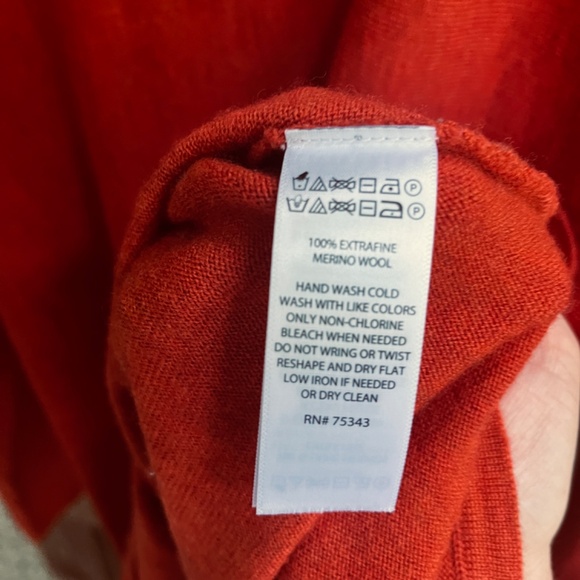 P
P
100% EXTRAFINE
MERINO WOOL
HAND WASH COLD
WASH WITH LIKE COLORS
ONLY NON-CHLORINE
BLEACH WHEN NEEDED
DO NOT WRING OR TWIST
RESHAPE AND DRY FLAT
LOW IRON IF NEEDED
OR DRY CLEAN
RN# 75343